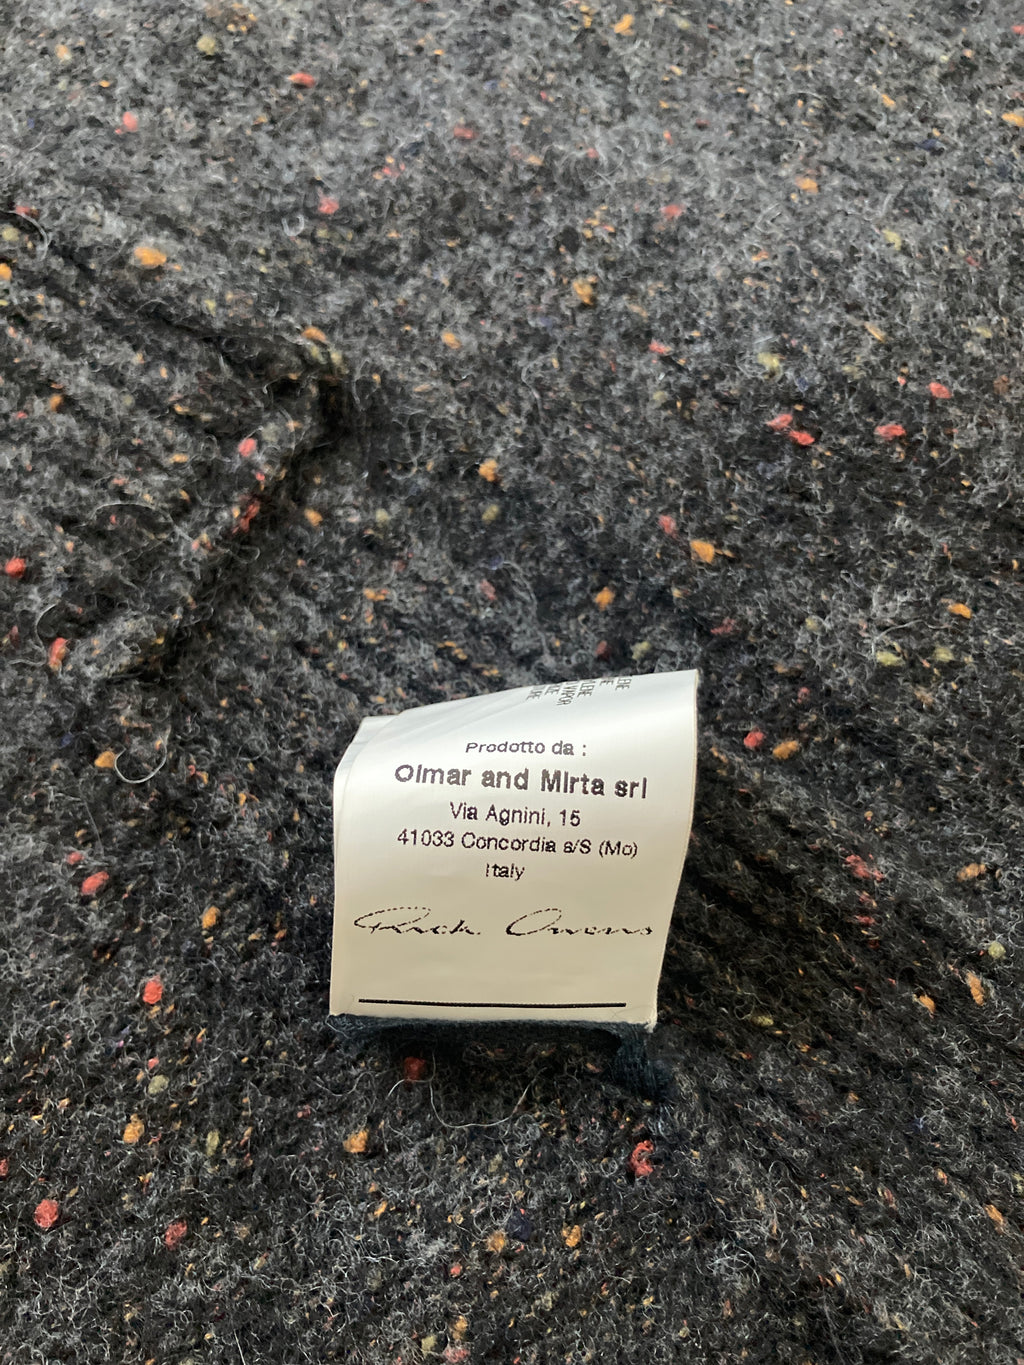 Prodotto da :
Olmar and Mirta srl
Via Agnini, 15
41033 Concordia s/S (Mo)
Italy
Rick Owens